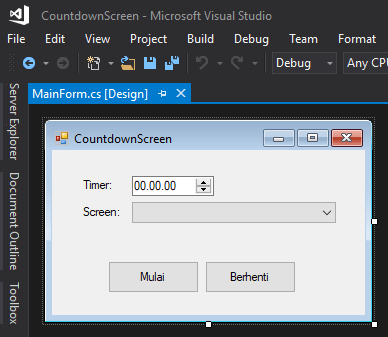 CountdownScreen - Microsoft Visual Studio
File Edit View Project Build Debug Team Format
Debug Any CPU
MainForm.cs [Design]
Server Explorer
Document Outline
Toolbox
CountdownScreen
Timer: 00.00.00
Screen:
Mulai Berhenti